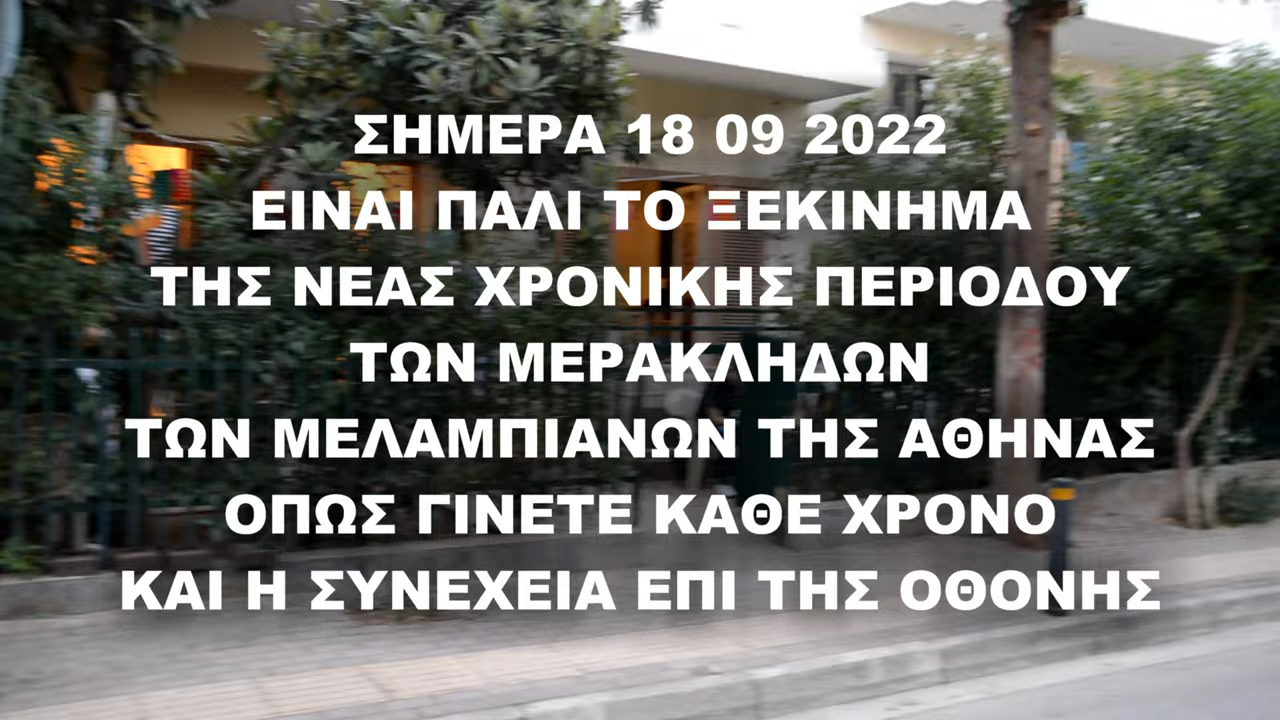 ΣΗΜΕΡΑ 18 09 2022
ΕΙΝΑΙ ΠΑΛΙ ΤΟ ΞΕΚΙΝΗΜΑ
ΤΗΣ ΝΕΑΣ ΧΡΟΝΙΚΗΣ ΠΕΡΙΟΔΟΥ
ΤΩΝ ΜΕΡΑΚΛΗΔΩΝ
ΤΩΝ ΜΕΛΑΜΠΙΑΝΩΝ ΤΗΣ ΑΘΗΝΑΣ
ΟΠΩΣ ΓΙΝΕΤΕ ΚΑΘΕ ΧΡΟΝΟ
ΚΑΙ Η ΣΥΝΕΧΕΙΑ ΕΠΙ ΤΗΣ ΟΘΟΝΗΣ